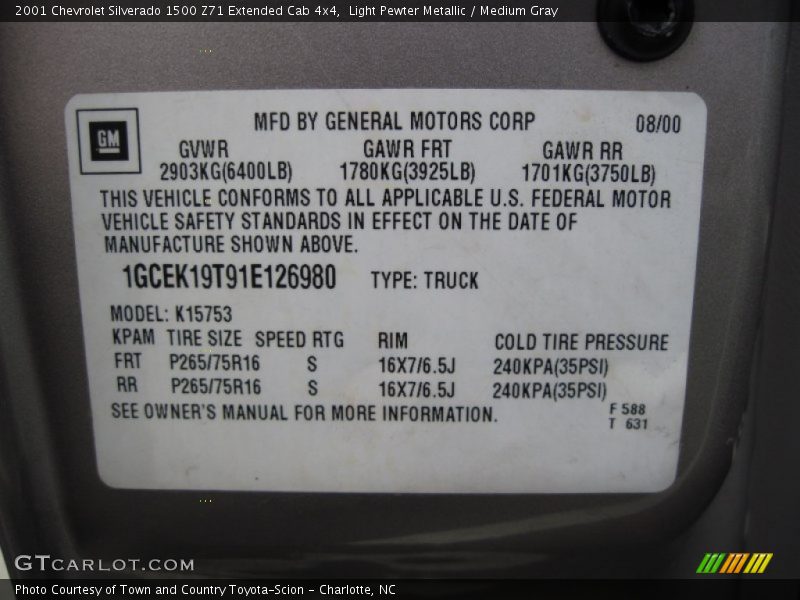 2001 Chevrolet Silverado 1500 Z71 Extended Cab 4x4, Light Pewter Metallic / Medium Gray
GM
MFD BY GENERAL MOTORS CORP 08/00
GVWR GAWR FRT GAWR RR
2903KG(6400LB) 1780KG(3925LB) 1701KG(3750LB)
THIS VEHICLE CONFORMS TO ALL APPLICABLE U.S. FEDERAL MOTOR
VEHICLE SAFETY STANDARDS IN EFFECT ON THE DATE OF
MANUFACTURE SHOWN ABOVE.
1GCEK19T91E126980 TYPE: TRUCK
MODEL: K15753
KPAM TIRE SIZE SPEED RTG RIM COLD TIRE PRESSURE
FRT P265/75R16 S 16X7/6.5J 240KPA(35PSI)
RR P265/75R16 S 16X7/6.5J 240KPA(35PSI)
SEE OWNER'S MANUAL FOR MORE INFORMATION. F 588
T 631
GTCARLOT.COM
Photo Courtesy of Town and Country Toyota-Scion - Charlotte, NC